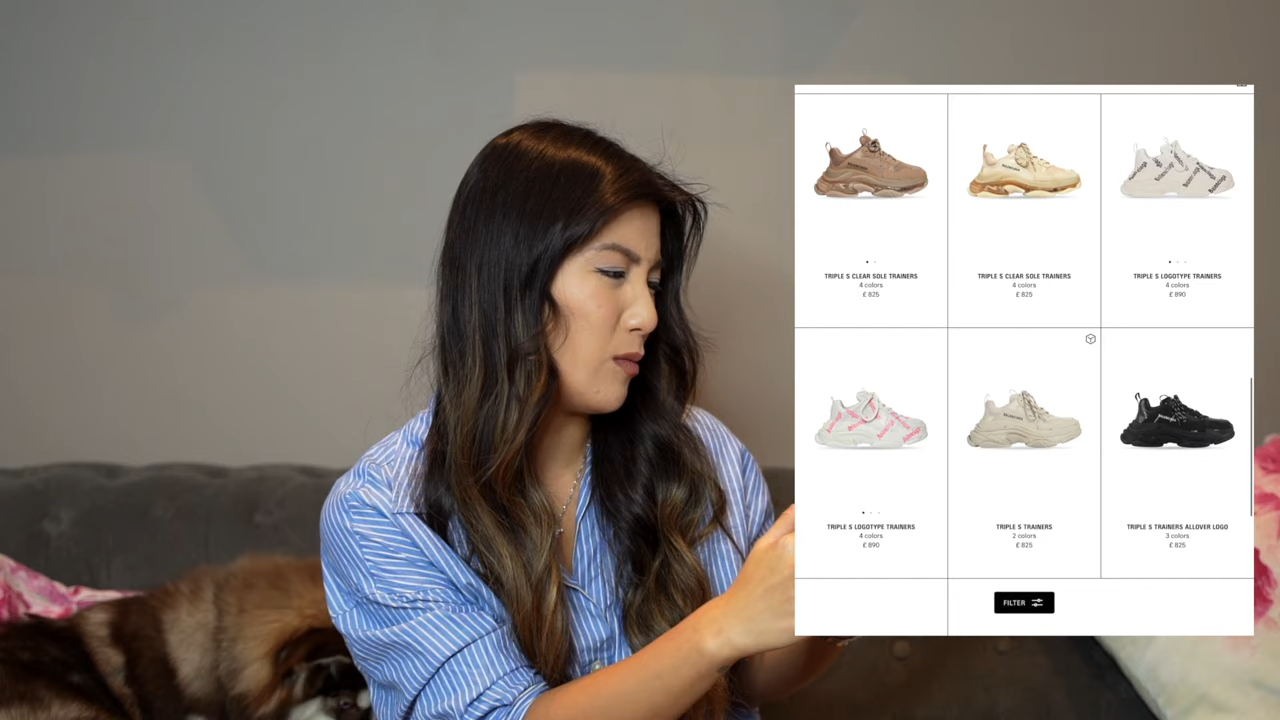 TRIPLE S CLEAR SOLE TRAINERS
4 colors
£ 825
TRIPLE S CLEAR SOLE TRAINERS
4 colors
£ 825
TRIPLE S LOGOTYPE TRAINERS
4 colors
£ 890
TRIPLE S LOGOTYPE TRAINERS
4 colors
£ 890
TRIPLE S TRAINERS
2 colors
£ 825
TRIPLE S TRAINERS ALLOVER LOGO
3 colors
£ 825
FILTER